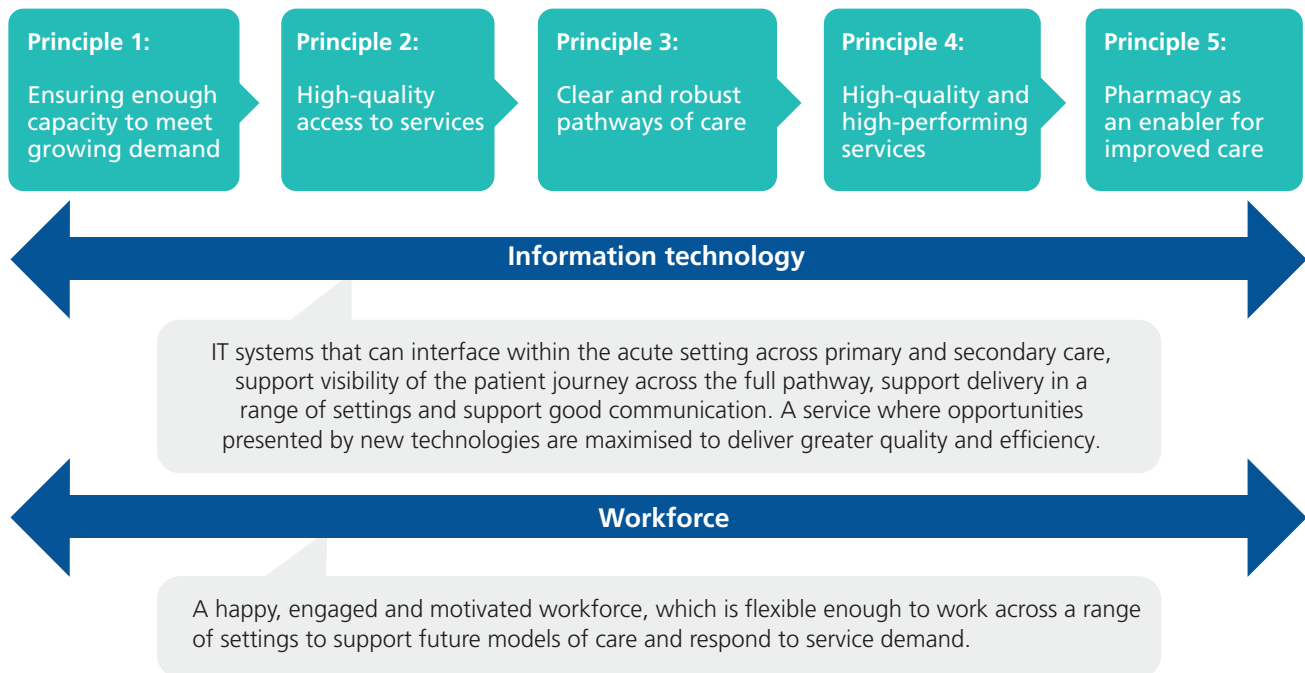 Principle 1:
Ensuring enough
capacity to meet
growing demand
Principle 2:
High-quality
access to services
Principle 3:
Clear and robust
pathways of care
Principle 4:
High-quality and
high-performing
services
Principle 5:
Pharmacy as
an enabler for
improved care
Information technology
IT systems that can interface within the acute setting across primary and secondary care,
support visibility of the patient journey across the full pathway, support delivery in a
range of settings and support good communication. A service where opportunities
presented by new technologies are maximised to deliver greater quality and efficiency.
Workforce
A happy, engaged and motivated workforce, which is flexible enough to work across a range
of settings to support future models of care and respond to service demand.